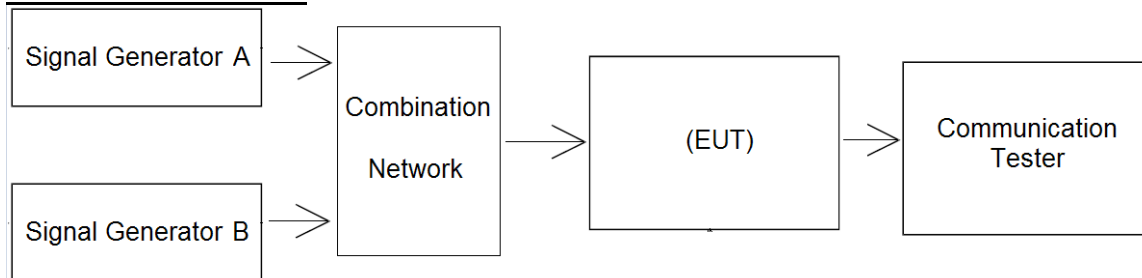 Signal Generator A
Combination
Network
Signal Generator B
(EUT)
Communication
Tester